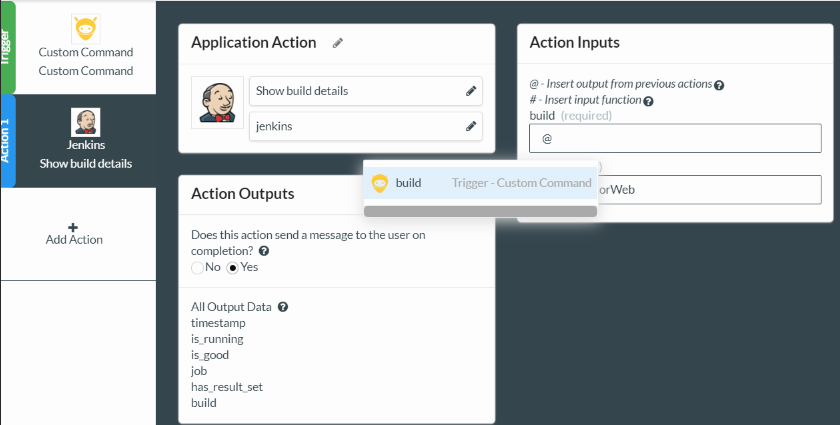 Trigger
Custom Command
Custom Command
Action 1
Jenkins
Show build details
Add Action
Application Action
Show build details
jenkins
Action Outputs
Does this action send a message to the user on
completion?
No Yes
All Output Data
timestamp
is_running
is_good
job
has_result_set
build
Action Inputs
@ - Insert output from previous actions
# - Insert input function
build (required)
@
build Trigger - Custom Command
)
orWeb